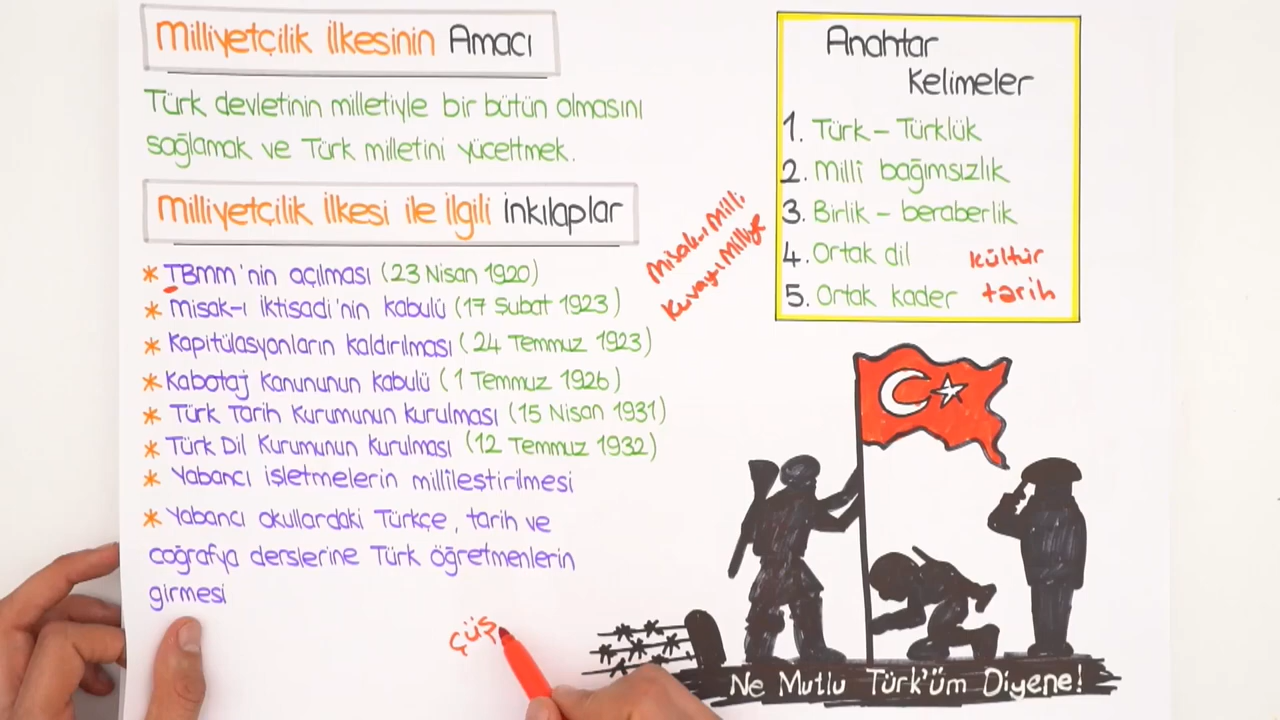 Milliyetçilik İlkesinin Amacı
Türk devletinin milletiyle bir bütün olmasını
sağlamak ve Türk milletini yüceltmek.
Milliyetçilik İlkesi ile İlgili İnkılaplar
* TBMM'nin açılması (23 Nisan 1920)
* Misak-ı İktisadi'nin kabulü (17 Şubat 1923)
* Kapitülasyonların kaldırılması (24 Temmuz 1923)
* Kabotaj Kanununun Kabulü (1 Temmuz 1926)
* Türk Tarih Kurumunun kurulması (15 Nisan 1931)
* Türk Dil Kurumunun Kurulması (12 Temmuz 1932)
* Yabancı işletmelerin millîleştirilmesi
* Yabancı okullardaki Türkçe, tarih ve
coğrafya derslerine Türk öğretmenlerin
girmesi
çüş
Misak-ı Milli
Kuvay-ı Milliye
Anahtar
Kelimeler
1. Türk - Türklük
2. Millî bağımsızlık
3. Birlik - beraberlik
4. Ortak dil kültür
5. Ortak kader tarih
Ne Mutlu Türk'üm Diyene!